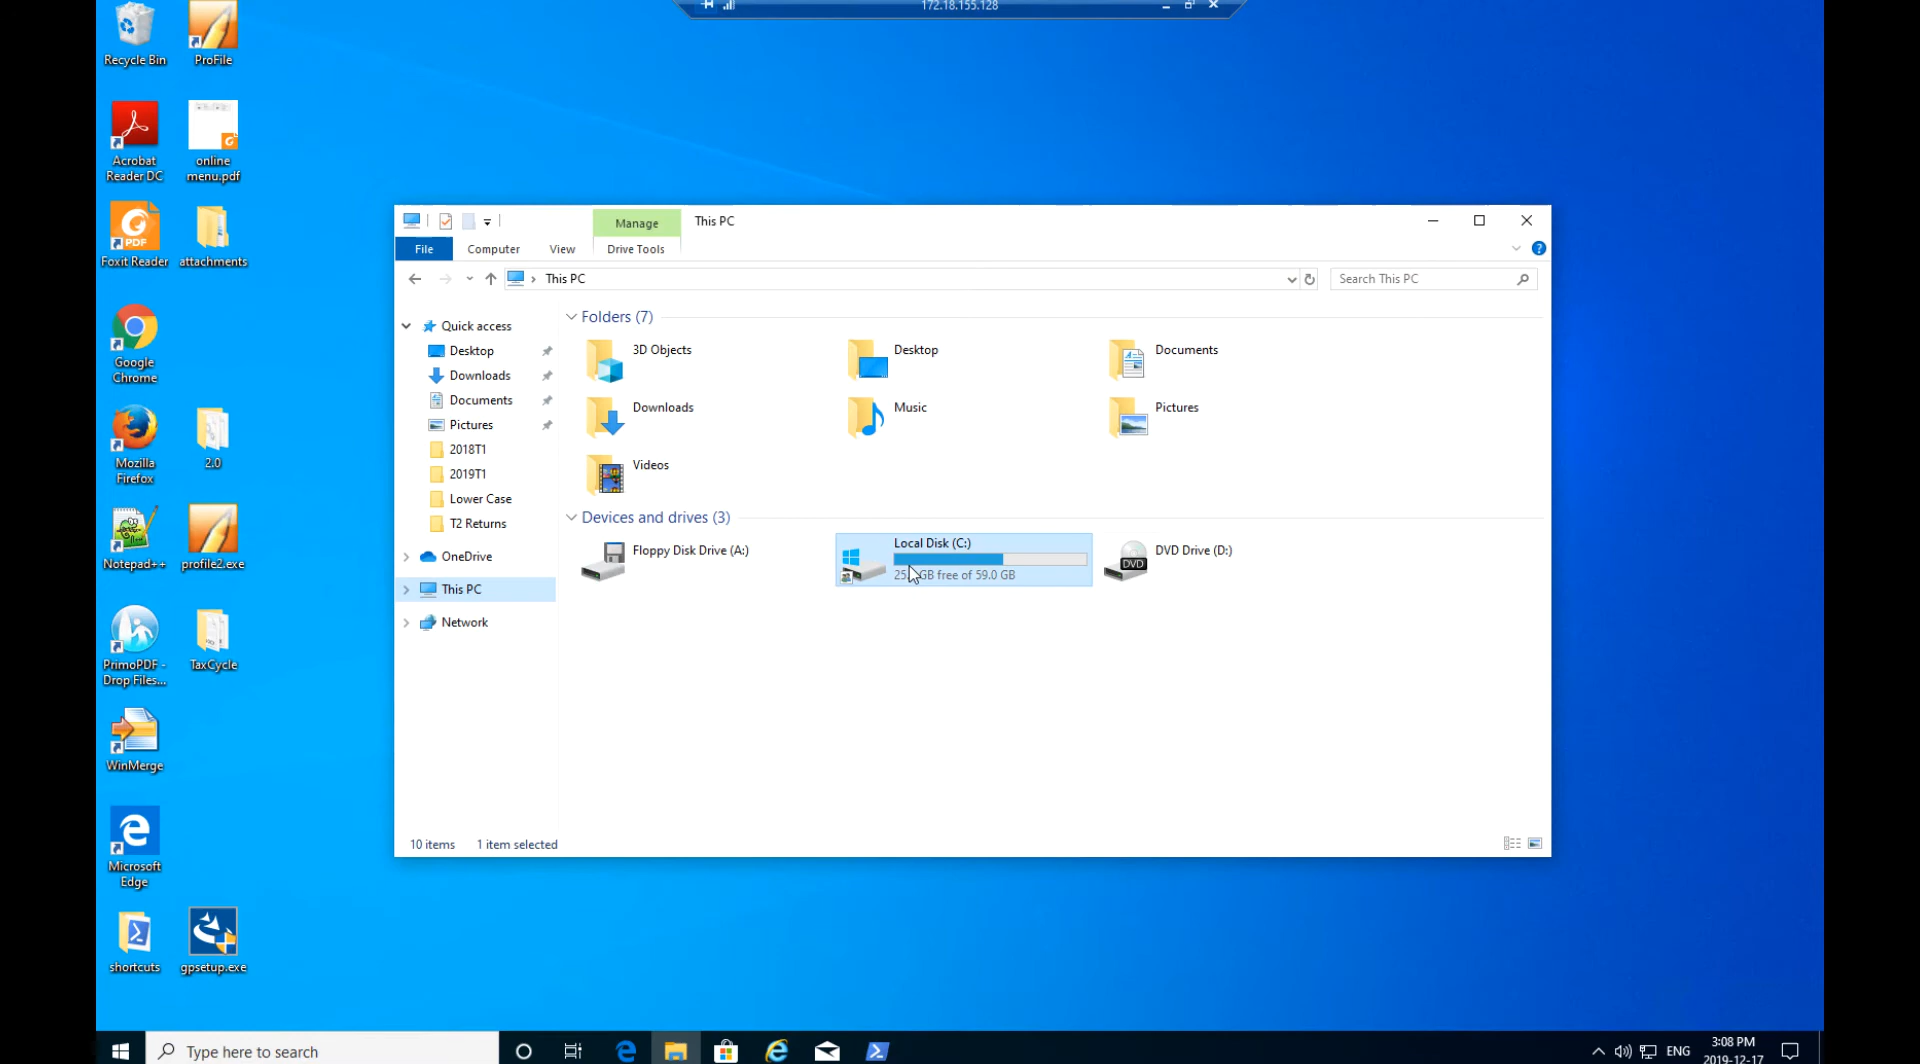 172.18.155.128
Recycle Bin
ProFile
Acrobat
Reader DC
online
menu.pdf
Foxit Reader
attachments
Google
Chrome
Mozilla
Firefox
2.0
Notepad++
profile2.exe
PrimoPDF -
Drop Files...
TaxCycle
WinMerge
Microsoft
Edge
shortcuts
gpsetup.exe
Manage
This PC
File
Computer
View
Drive Tools
This PC
Search This PC
Quick access
Desktop
Downloads
Documents
Pictures
2018T1
2019T1
Lower Case
T2 Returns
OneDrive
This PC
Network
Folders (7)
3D Objects
Desktop
Documents
Downloads
Music
Pictures
Videos
Devices and drives (3)
Floppy Disk Drive (A:)
Local Disk (C:)
GB free of 59.0 GB
DVD Drive (D:)
DVD
10 items
1 item selected
Type here to search
ENG
3:08 PM
2019-12-17